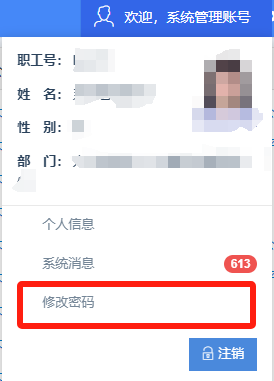 欢迎，系统管理账号
职工号：
姓 名：
性 别：
部 门：
个人信息
系统消息 613
修改密码
注销